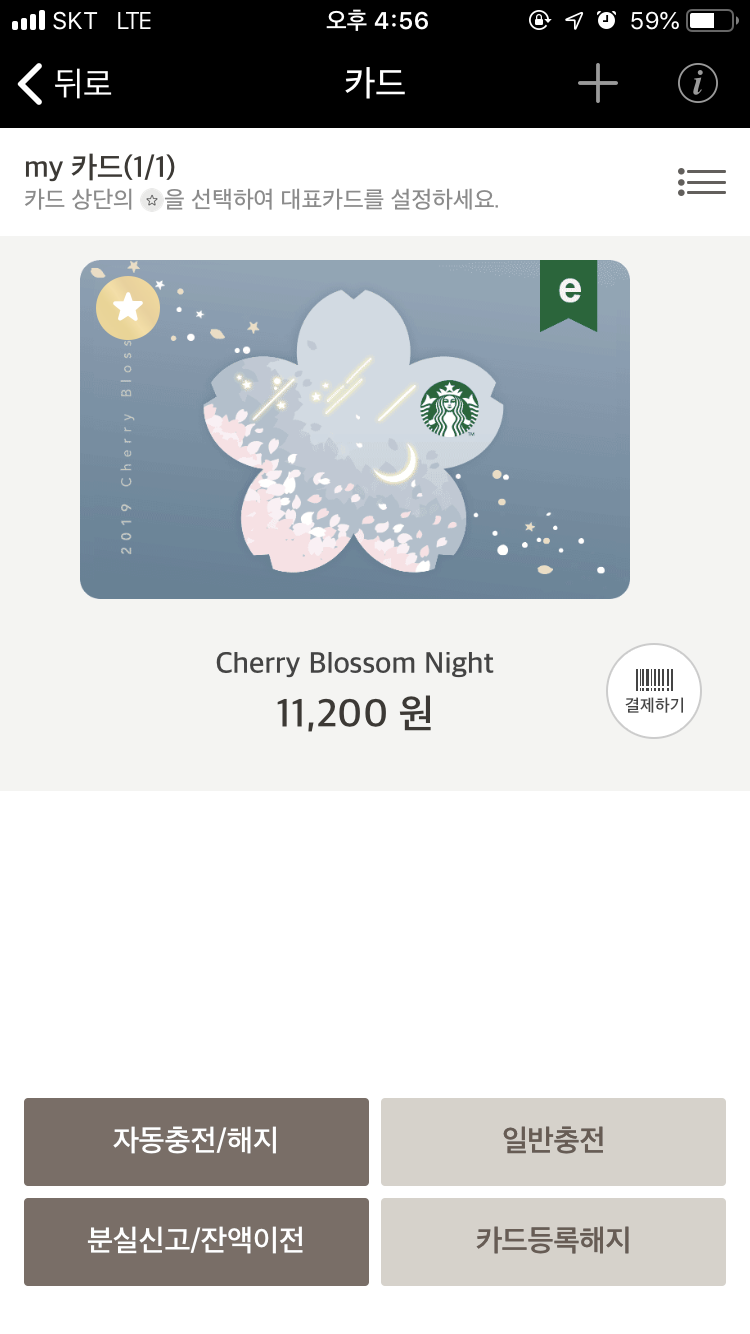 SKT LTE 오후 4:56 59%
뒤로 카드
my 카드(1/1)
카드 상단의 ☆을 선택하여 대표카드를 설정하세요.
e
2019 Cherry Bloss
TM
Cherry Blossom Night
11,200 원
결제하기
자동충전/해지 일반충전
분실신고/잔액이전 카드등록해지